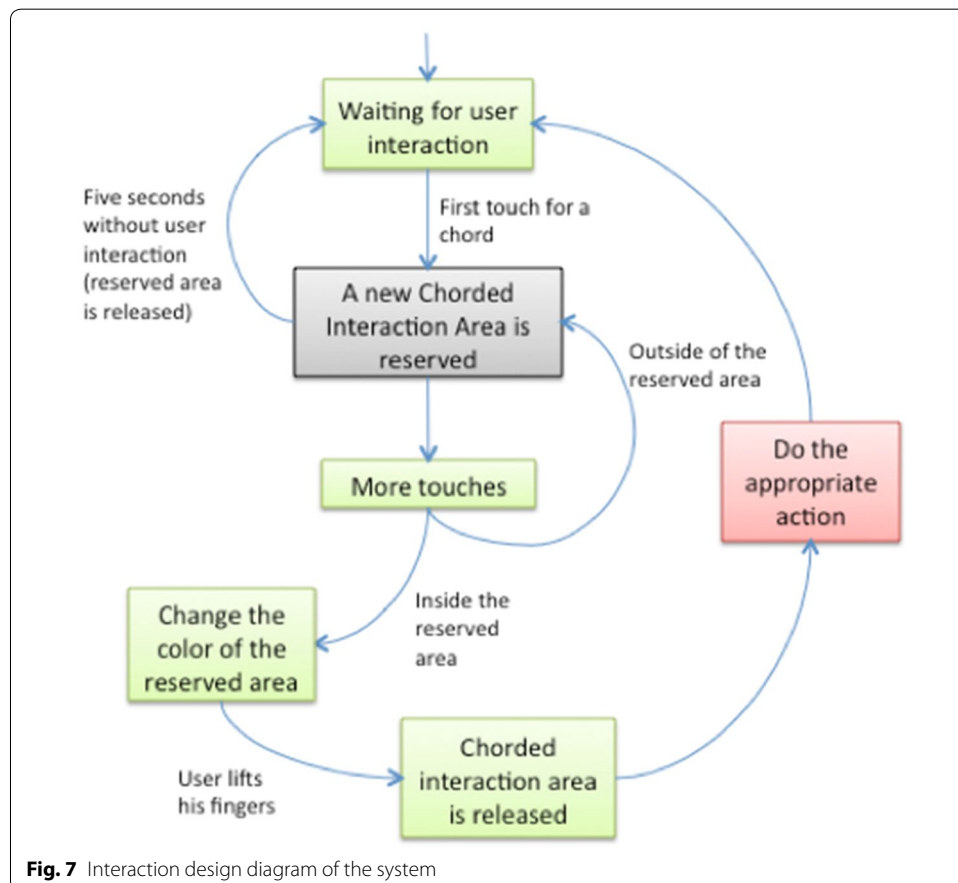 Waiting for user
interaction
Five seconds
without user
interaction
(reserved area
is released)
First touch for a
chord
A new Chorded
Interaction Area is
reserved
Outside of the
reserved area
Do the
appropriate
action
More touches
Inside the
reserved
area
Change the
color of the
reserved area
User lifts
his fingers
Chorded
interaction area
is released
Fig. 7 Interaction design diagram of the system